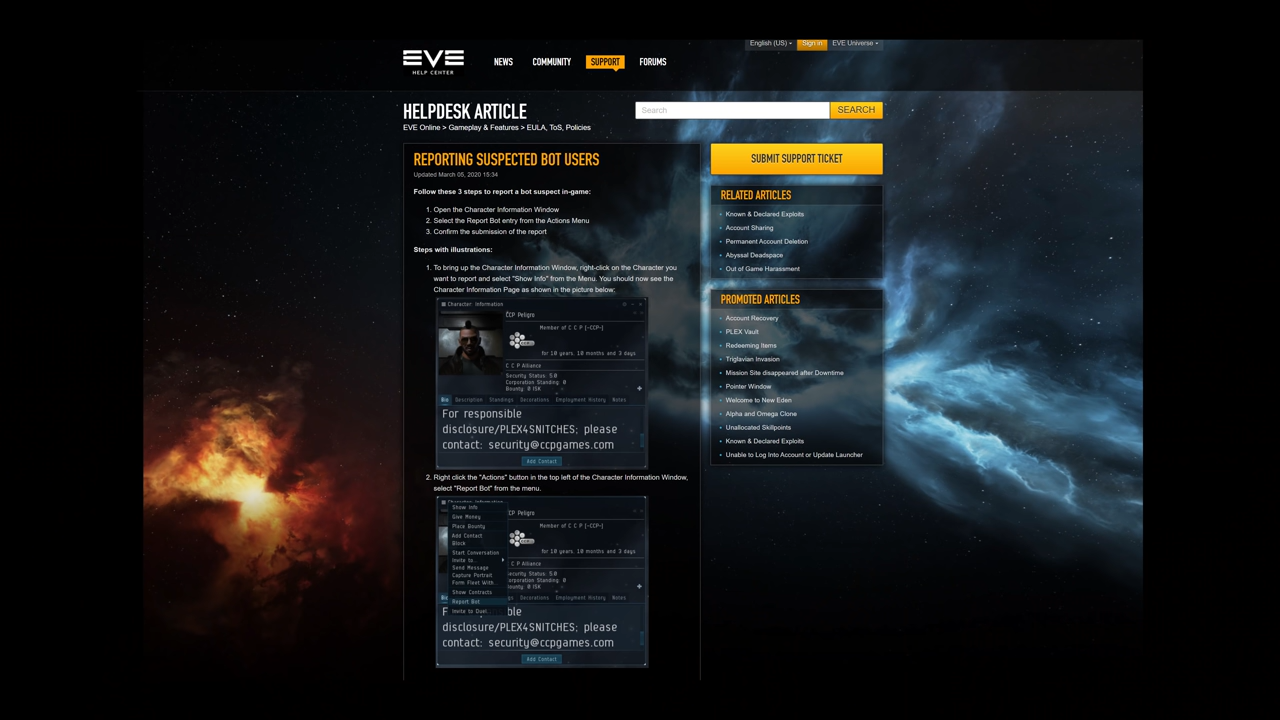 English (US)
Sign in
EVE Universe
EVE
HELP CENTER
NEWS
COMMUNITY
SUPPORT
FORUMS
HELPDESK ARTICLE
Search
SEARCH
EVE Online > Gameplay & Features > EULA, ToS, Policies
REPORTING SUSPECTED BOT USERS
Updated March 05, 2020 15:34
Follow these 3 steps to report a bot suspect in-game:
1. Open the Character Information Window
2. Select the Report Bot entry from the Actions Menu
3. Confirm the submission of the report
Steps with illustrations:
1. To bring up the Character Information Window, right-click on the Character you
want to report and select "Show Info" from the Menu. You should now see the
Character Information Page as shown in the picture below:
Character: Information
CCP Peligro
Member of C C P [-CCP-]
for 10 years, 10 months and 3 days
C C P Alliance
Security Status: 5.0
Corporation Standing: 0
Bounty: 0 ISK
Bio Description Standings Decorations Employment History Notes
For responsible
disclosure/PLEX4SNITCHES; please
contact: security@ccpgames.com
Add Contact
2. Right click the "Actions" button in the top left of the Character Information Window,
select "Report Bot" from the menu.
Character: Information
Show Info
Give Money
Place Bounty
Add Contact
Block
Start Conversation
Invite to...
Send Message
Capture Portrait
Form Fleet With...
Show Contracts
Report Bot
Invite to Duel...
CCP Peligro
Member of C C P [-CCP-]
for 10 years, 10 months and 3 days
C C P Alliance
ecurity Status: 5.0
orporation Standing: 0
ounty: 0 ISK
Decorations Employment History Notes
F ble
disclosure/PLEX4SNITCHES; please
contact: security@ccpgames.com
Add Contact
SUBMIT SUPPORT TICKET
RELATED ARTICLES
Known & Declared Exploits
Account Sharing
Permanent Account Deletion
Abyssal Deadspace
Out of Game Harassment
PROMOTED ARTICLES
Account Recovery
PLEX Vault
Redeeming Items
Triglavian Invasion
Mission Site disappeared after Downtime
Pointer Window
Welcome to New Eden
Alpha and Omega Clone
Unallocated Skillpoints
Known & Declared Exploits
Unable to Log Into Account or Update Launcher